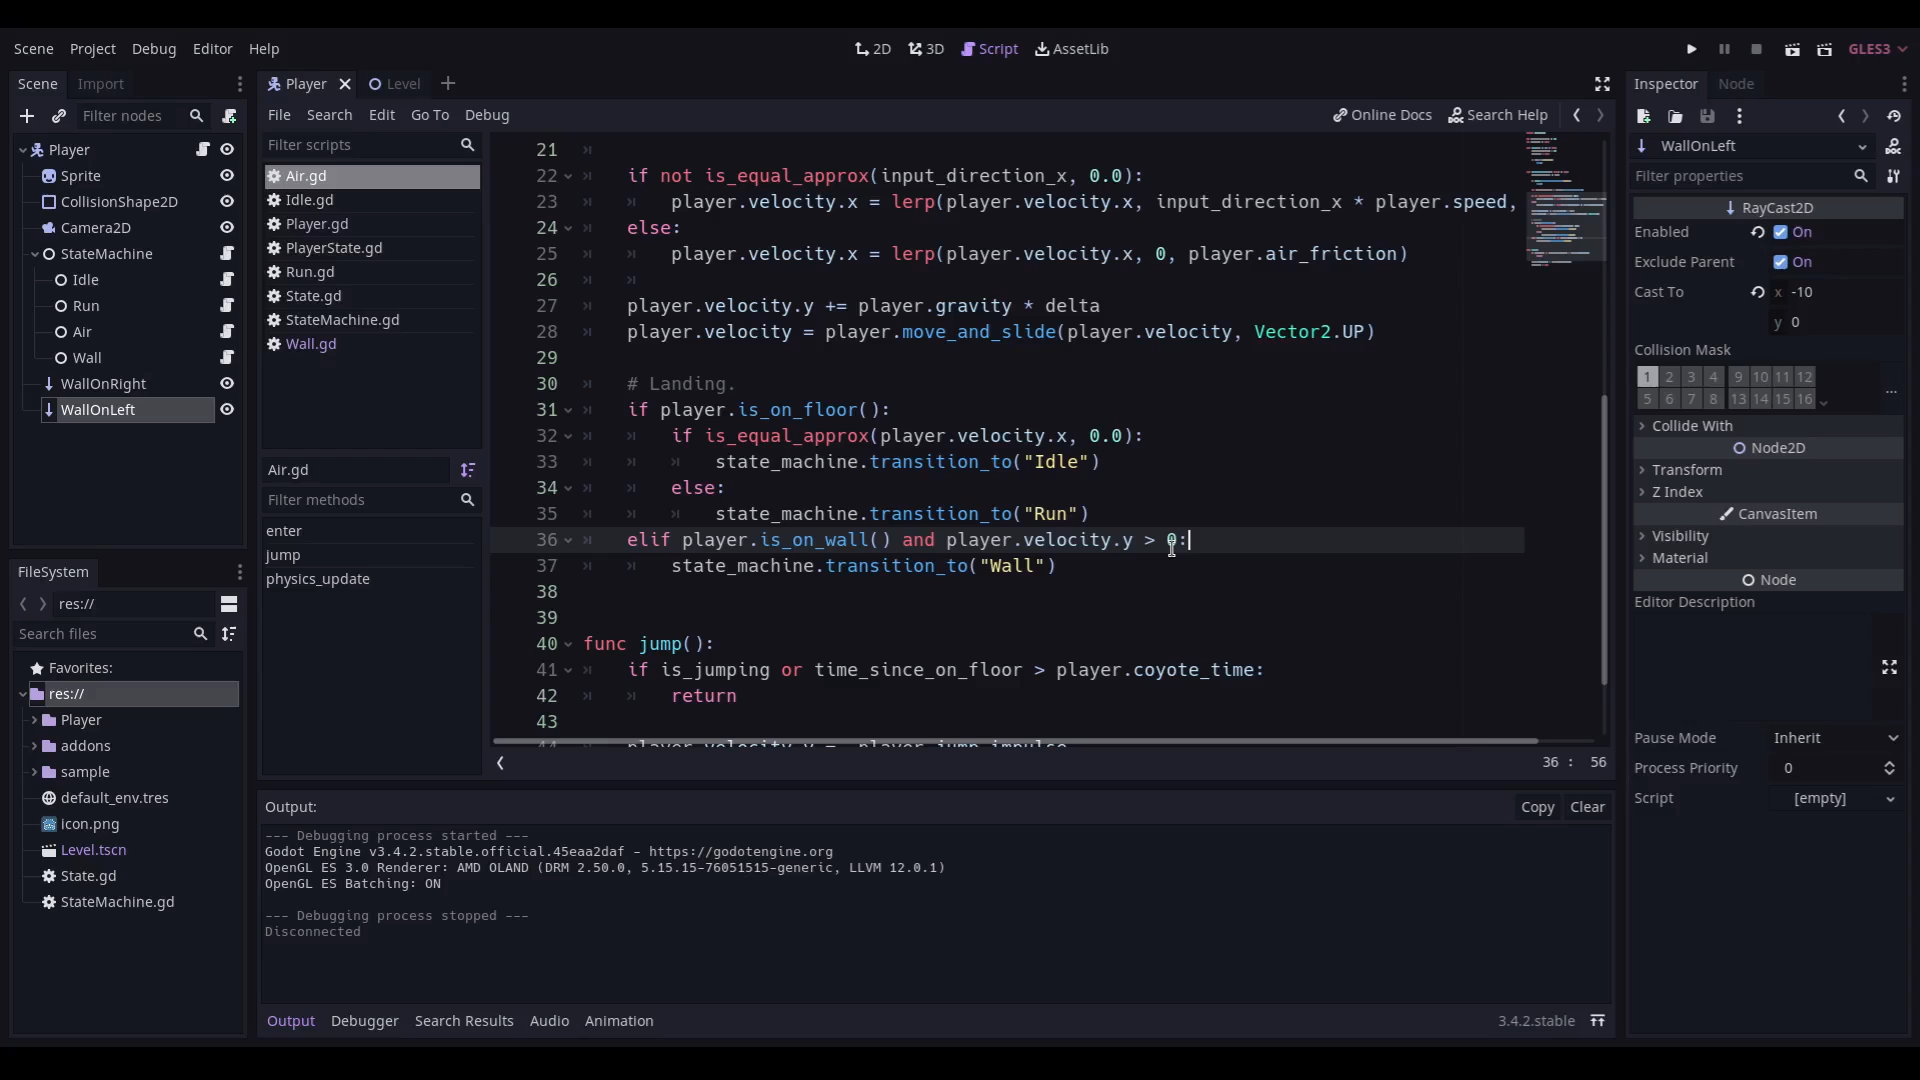 Scene Project Debug Editor Help
2D 3D Script AssetLib
GLES3
Scene Import
Filter nodes
Player
Sprite
CollisionShape2D
Camera2D
StateMachine
Idle
Run
Air
Wall
WallOnRight
WallOnLeft
FileSystem
res://
Search files
Favorites:
res://
Player
addons
sample
default_env.tres
icon.png
Level.tscn
State.gd
StateMachine.gd
Player Level
File Search Edit Go To Debug
Online Docs Search Help
Filter scripts
Air.gd
Idle.gd
Player.gd
PlayerState.gd
Run.gd
State.gd
StateMachine.gd
Wall.gd
Air.gd
Filter methods
enter
jump
physics_update
21
22 if not is_equal_approx(input_direction_x, 0.0):
23 player.velocity.x = lerp(player.velocity.x, input_direction_x * player.speed,
24 else:
25 player.velocity.x = lerp(player.velocity.x, 0, player.air_friction)
26
27 player.velocity.y += player.gravity * delta
28 player.velocity = player.move_and_slide(player.velocity, Vector2.UP)
29
30 # Landing.
31 if player.is_on_floor():
32 if is_equal_approx(player.velocity.x, 0.0):
33 state_machine.transition_to("Idle")
34 else:
35 state_machine.transition_to("Run")
36 elif player.is_on_wall() and player.velocity.y > 0:
37 state_machine.transition_to("Wall")
38
39
40 func jump():
41 if is_jumping or time_since_on_floor > player.coyote_time:
42 return
43
36 : 56
Output:
Copy Clear
--- Debugging process started ---
Godot Engine v3.4.2.stable.official.45eaa2daf - https://godotengine.org
OpenGL ES 3.0 Renderer: AMD OLAND (DRM 2.50.0, 5.15.15-76051515-generic, LLVM 12.0.1)
OpenGL ES Batching: ON
--- Debugging process stopped ---
Disconnected
Output Debugger Search Results Audio Animation
3.4.2.stable
Inspector Node
WallOnLeft
Filter properties
RayCast2D
Enabled On
Exclude Parent On
Cast To x -10
y 0
Collision Mask
1 2 3 4 9 10 11 12
5 6 7 8 13 14 15 16
Collide With
Node2D
Transform
Z Index
CanvasItem
Visibility
Material
Node
Editor Description
Pause Mode Inherit
Process Priority 0
Script [empty]